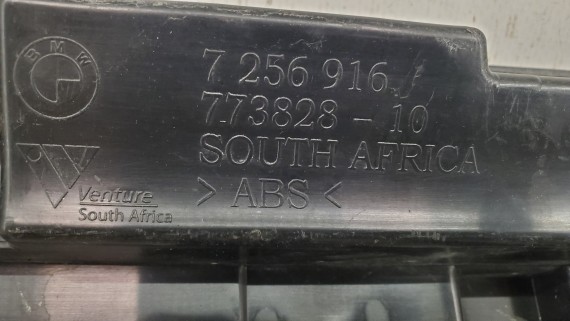 BMW
7 256 916
773828 - 10
SOUTH AFRICA
> ABS <
Venture
South Africa